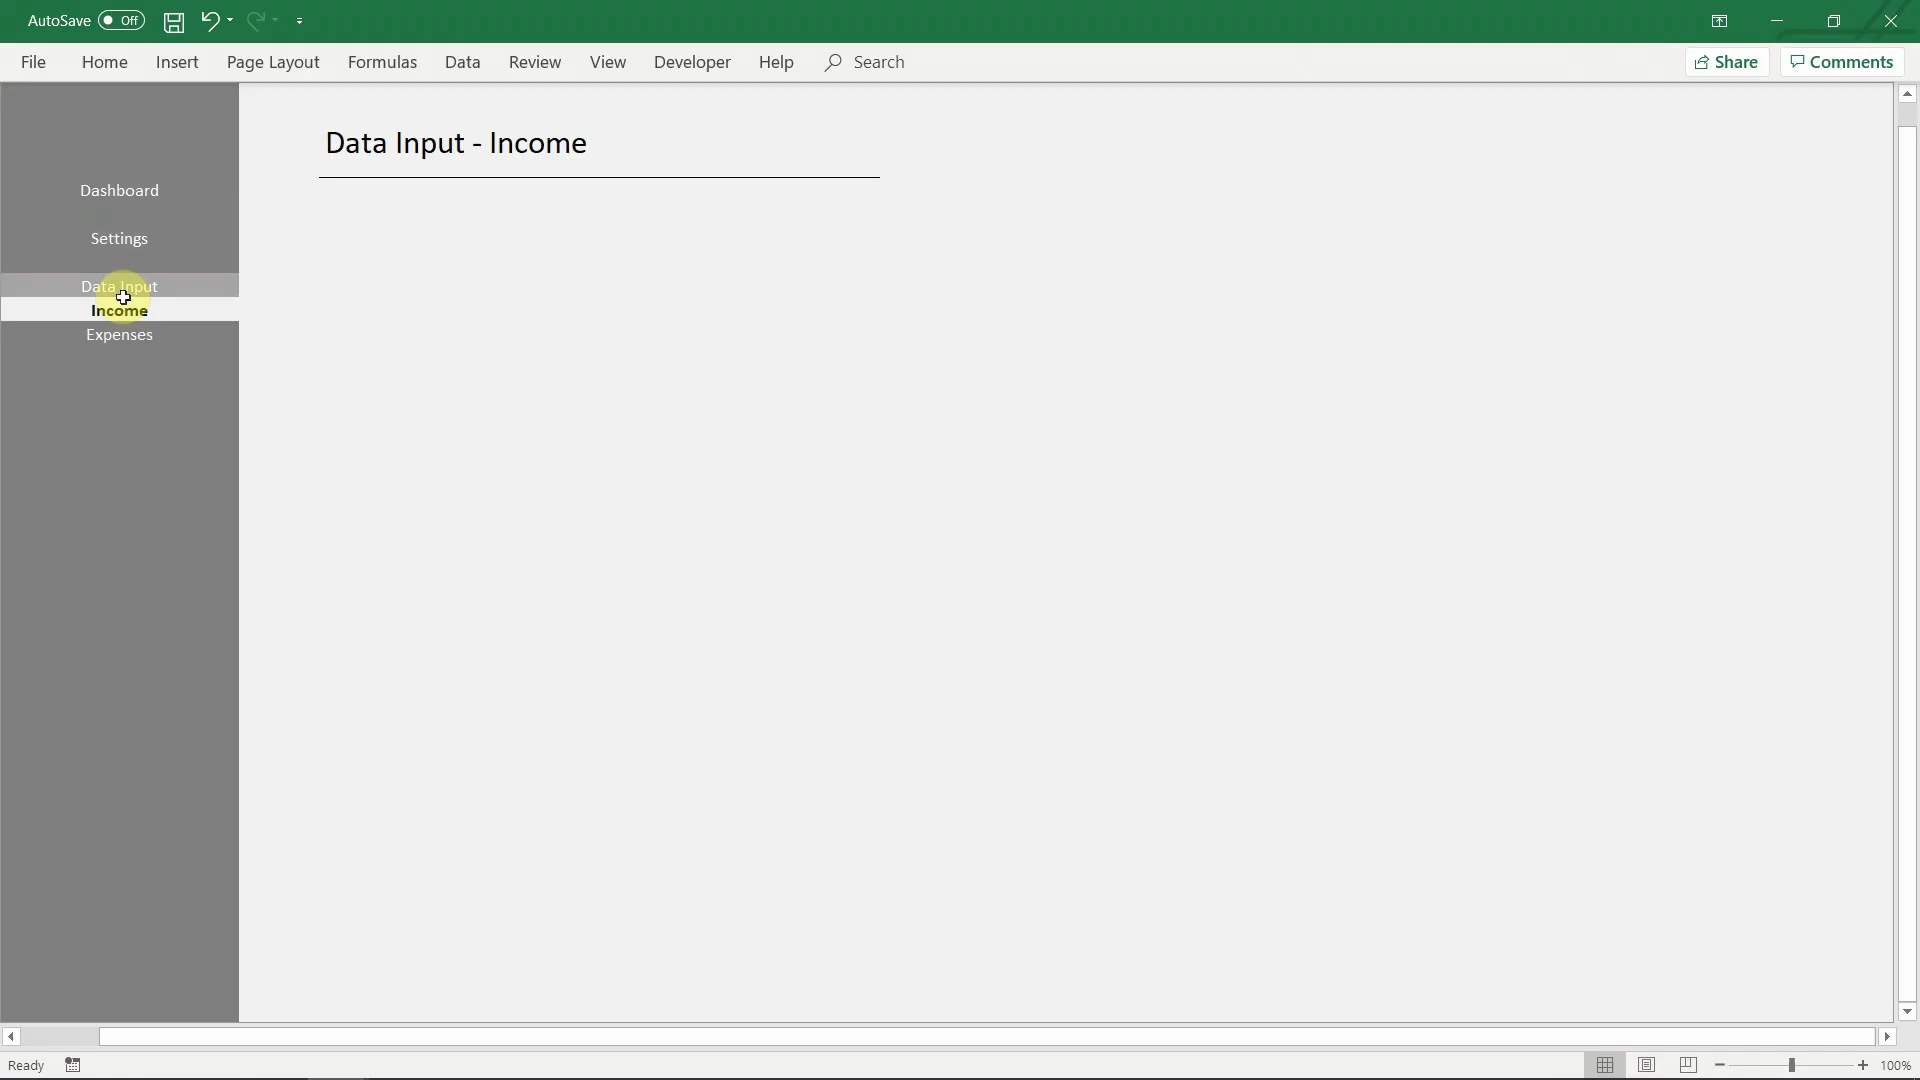 AutoSave Off
File Home Insert Page Layout Formulas Data Review View Developer Help Search Share Comments
Data Input - Income
Dashboard
Settings
Data Input
Income
Expenses
Ready 100%